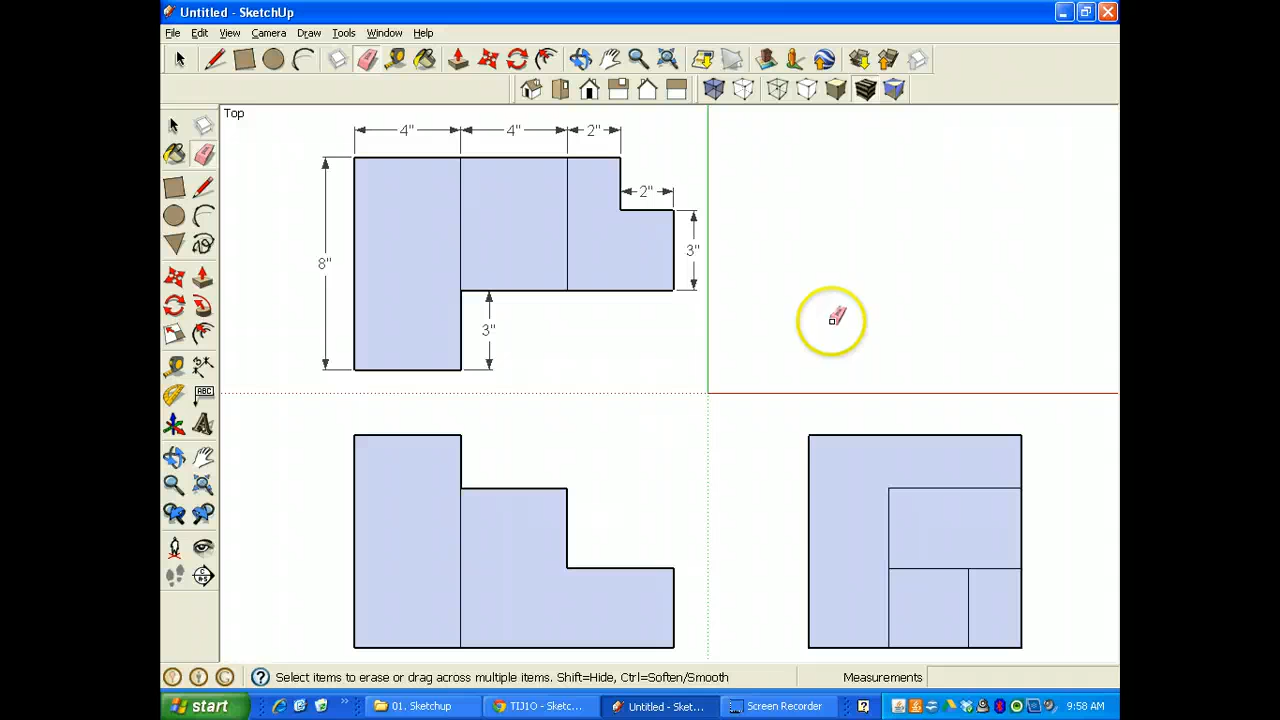 Untitled - SketchUp
File Edit View Camera Draw Tools Window Help
Top
4" 4" 2"
2"
8"
3"
3"
ABC
Select items to erase or drag across multiple items. Shift=Hide, Ctrl=Soften/Smooth
Measurements
start
01. Sketchup
TIJ1O - Sketc...
Untitled - Sket...
Screen Recorder
9:58 AM